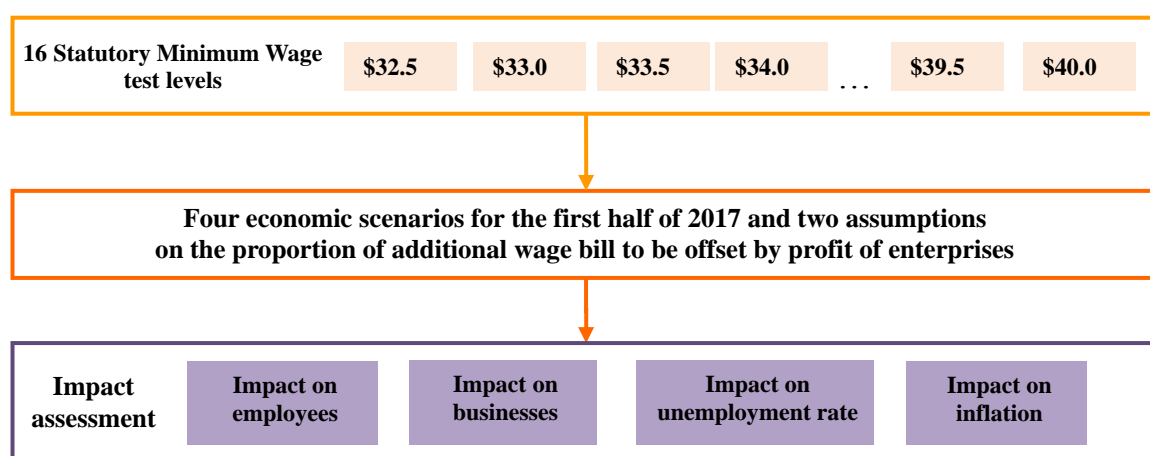 16 Statutory Minimum Wage
test levels
$32.5
$33.0
$33.5
$34.0
...
$39.5
$40.0
Four economic scenarios for the first half of 2017 and two assumptions
on the proportion of additional wage bill to be offset by profit of enterprises
Impact
assessment
Impact on
employees
Impact on
businesses
Impact on
unemployment rate
Impact on
inflation